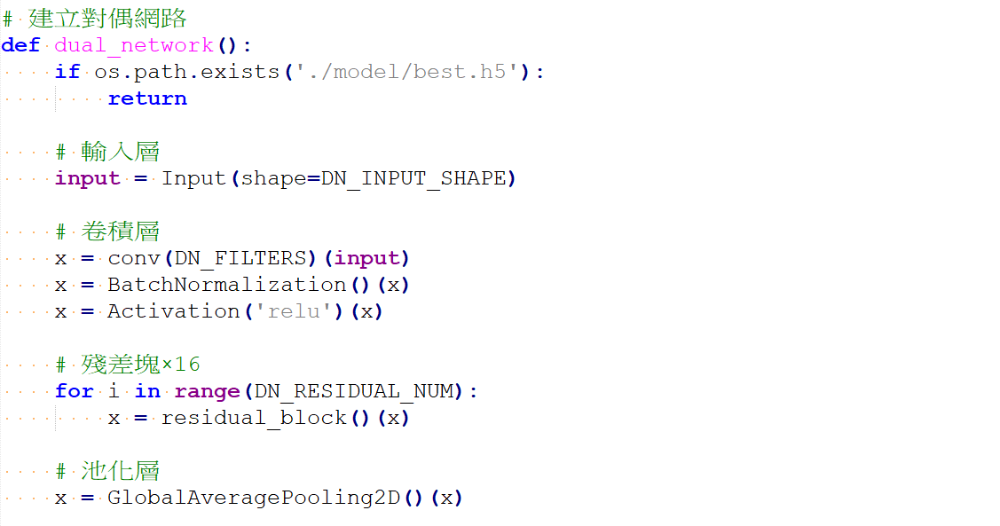 # 建立對偶網路
def dual_network():
    if os.path.exists('./model/best.h5'):
        return

    # 輸入層
    input = Input(shape=DN_INPUT_SHAPE)

    # 卷積層
    x = conv(DN_FILTERS)(input)
    x = BatchNormalization()(x)
    x = Activation('relu')(x)

    # 殘差塊×16
    for i in range(DN_RESIDUAL_NUM):
        x = residual_block()(x)

    # 池化層
    x = GlobalAveragePooling2D()(x)